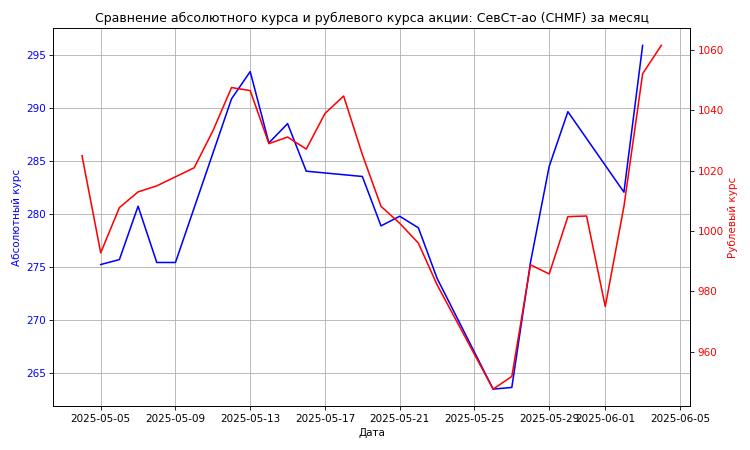 Сравнение абсолютного курса и рублевого курса акции: СевСт-ао (CHMF) за месяц
295
290
285
280
275
270
265
Абсолютный курс
1060
1040
1020
1000
980
960
Рублевый курс
2025-05-05 2025-05-09 2025-05-13 2025-05-17 2025-05-21 2025-05-25 2025-05-29 2025-06-01 2025-06-05
Дата